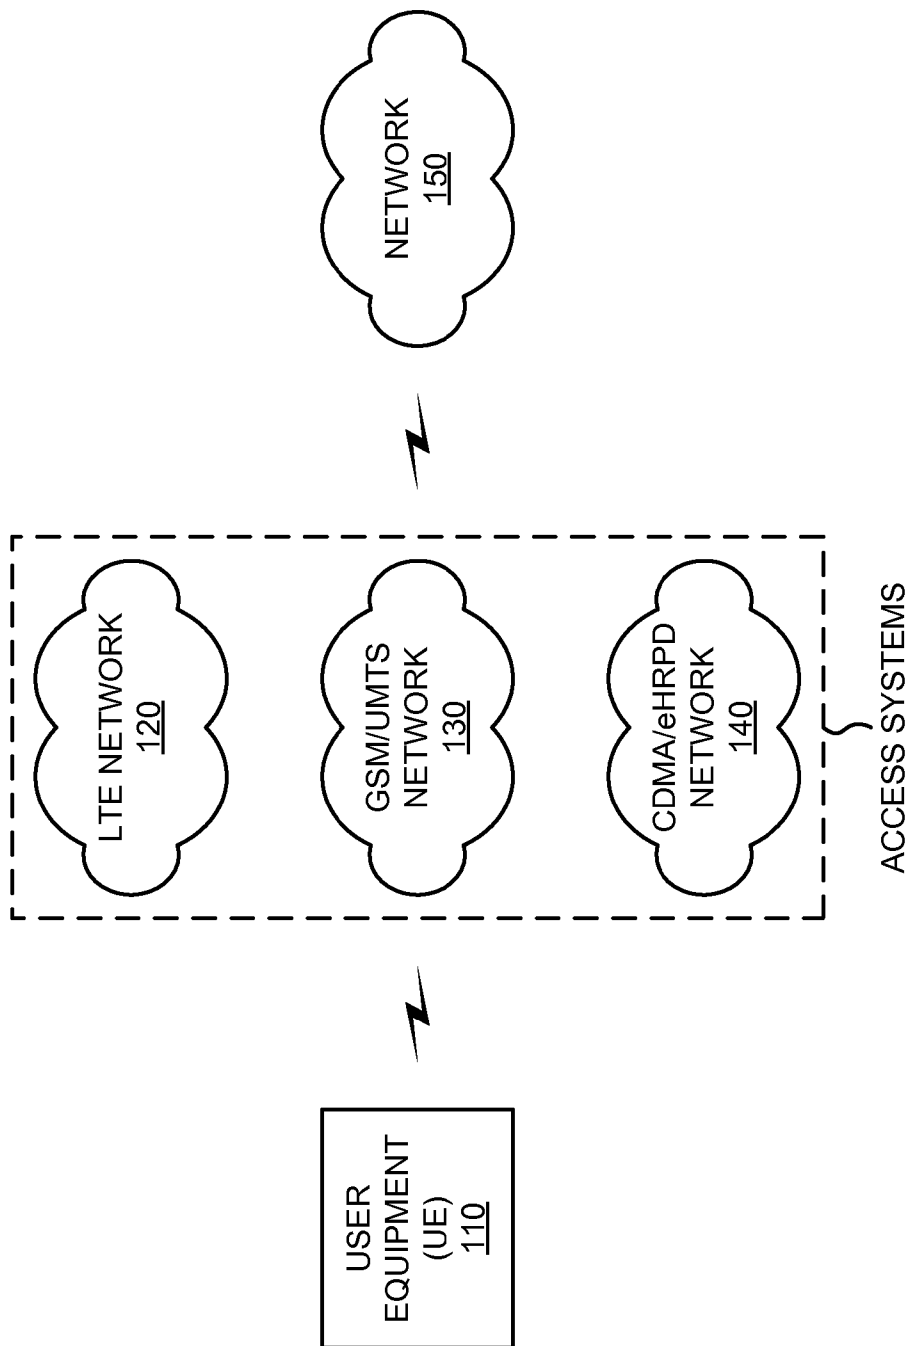 USER
EQUIPMENT
(UE)
110
LTE NETWORK
120
GSM/UMTS
NETWORK
130
CDMA/eHRPD
NETWORK
140
ACCESS SYSTEMS
NETWORK
150